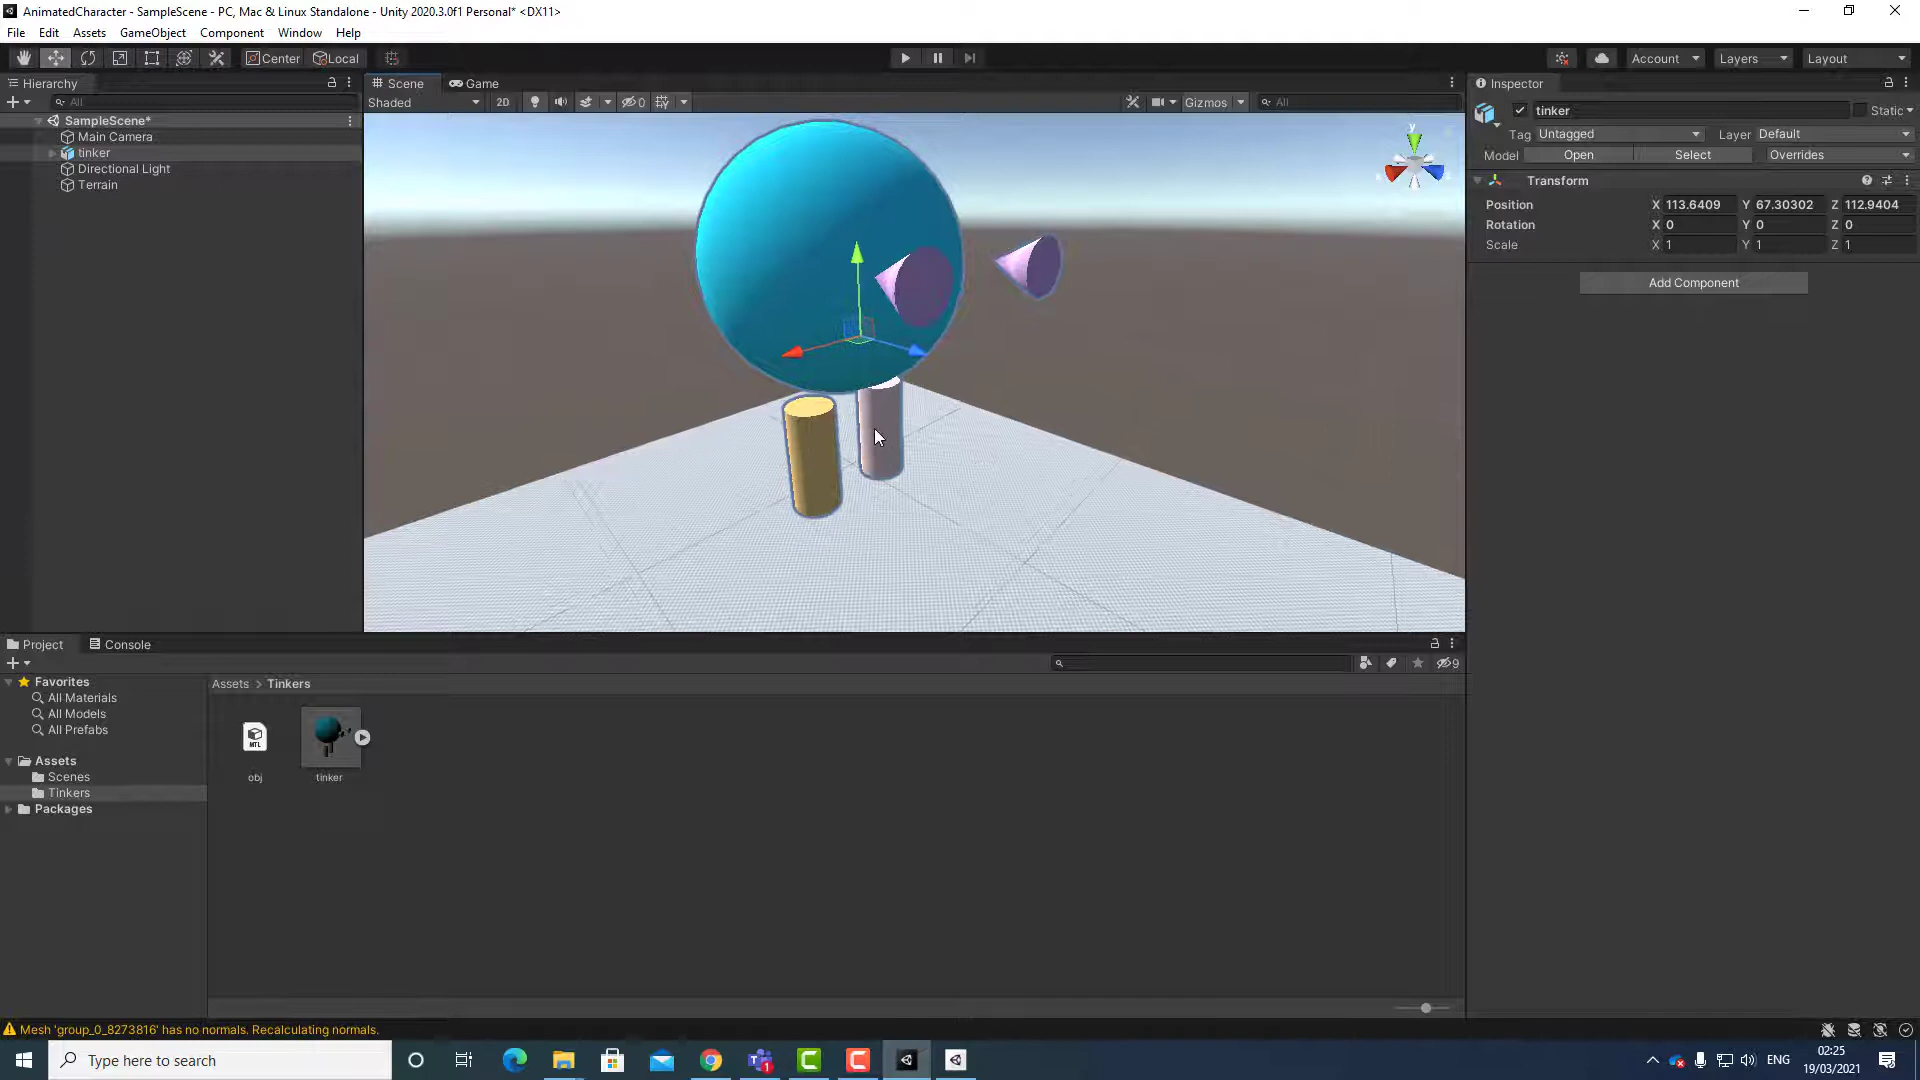 AnimatedCharacter - SampleScene - PC, Mac & Linux Standalone - Unity 2020.3.0f1 Personal* <DX11>
File Edit Assets GameObject Component Window Help
Center Local Account Layers Layout
Hierarchy Scene Game Inspector
All Shaded 2D 0 Gizmos All
SampleScene*
Main Camera
tinker
Directional Light
Terrain
tinker Static
Tag Untagged Layer Default
Model Open Select Overrides
Transform
Position X 113.6409 Y 67.30302 Z 112.9404
Rotation X 0 Y 0 Z 0
Scale X 1 Y 1 Z 1
Add Component
y
Project Console
9
Favorites
All Materials
All Models
All Prefabs
Assets
Scenes
Tinkers
Packages
Assets > Tinkers
MTL
obj tinker
Mesh 'group_0_8273816' has no normals. Recalculating normals.
Type here to search
1
ENG
02:25
19/03/2021